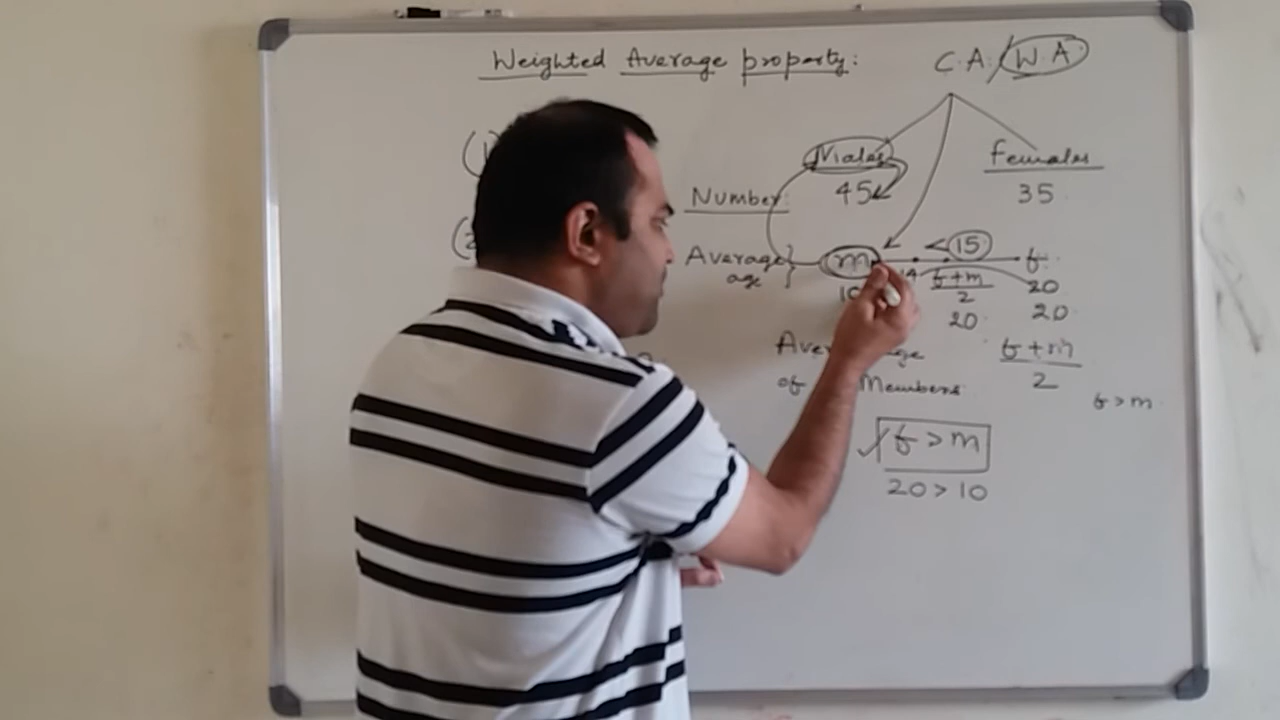 Weighted Average property:
C.A./W.A
(1
Males
Females
Number:
45
35
(2
Average
age
m
15
f
14
f+m
2
10
20
20
20
of
Members
f+m
2
f>m
f>m
20>10